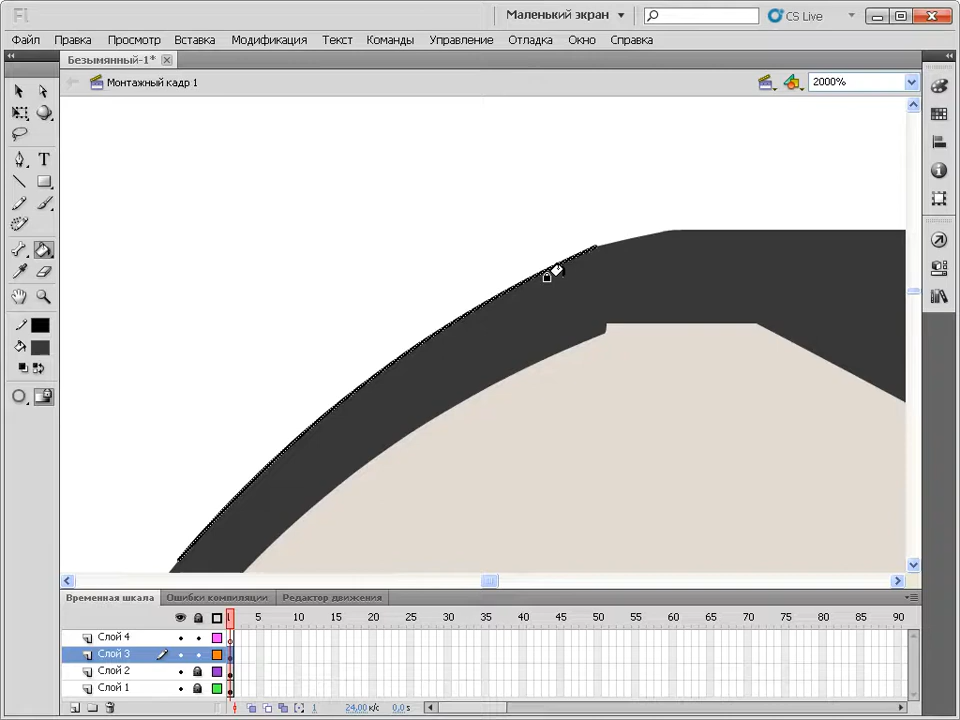 Fl
Маленький экран
CS Live
Файл Правка Просмотр Вставка Модификация Текст Команды Управление Отладка Окно Справка
Безымянный-1*
Монтажный кадр 1
2000%
T
Временная шкала Ошибки компиляции Редактор движения
1 5 10 15 20 25 30 35 40 45 50 55 60 65 70 75 80 85 90
Слой 4
Слой 3
Слой 2
Слой 1
1 24,00 к/с 0,0 s